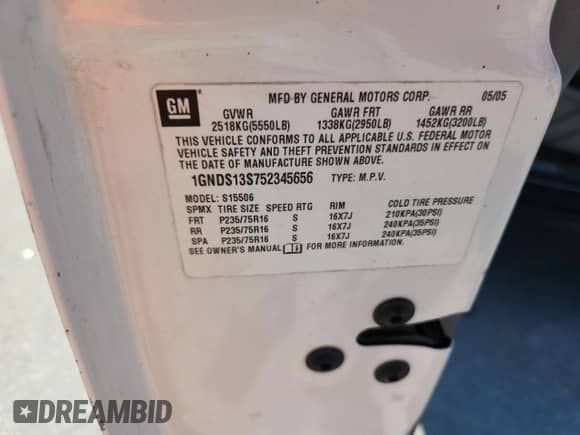 GM
MFD BY GENERAL MOTORS CORP. 05/05
GVWR GAWR FRT GAWR RR
2518KG(5550LB) 1338KG(2950LB) 1452KG(3200LB)
THIS VEHICLE CONFORMS TO ALL APPLICABLE U.S. FEDERAL MOTOR
VEHICLE SAFETY AND THEFT PREVENTION STANDARDS IN EFFECT ON
THE DATE OF MANUFACTURE SHOWN ABOVE.
1GNDS13S752345656 TYPE: M.P.V.
MODEL: S15506
SPMX TIRE SIZE SPEED RTG RIM COLD TIRE PRESSURE
FRT P235/75R16 S 16X7J 210KPA(30PSI)
RR P235/75R16 S 16X7J 240KPA(35PSI)
SPA P235/75R16 S 16X7J 240KPA(35PSI)
SEE OWNER'S MANUAL FOR MORE INFORMATION.
DREAMBID